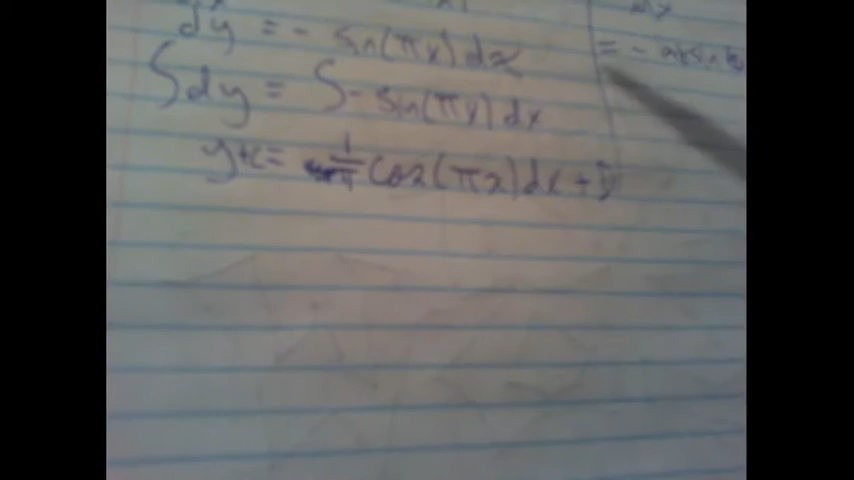 dy = - sin(πx)dx
∫dy = ∫-sin(πx)dx
y+c = 1/π Cos(πx)dx +